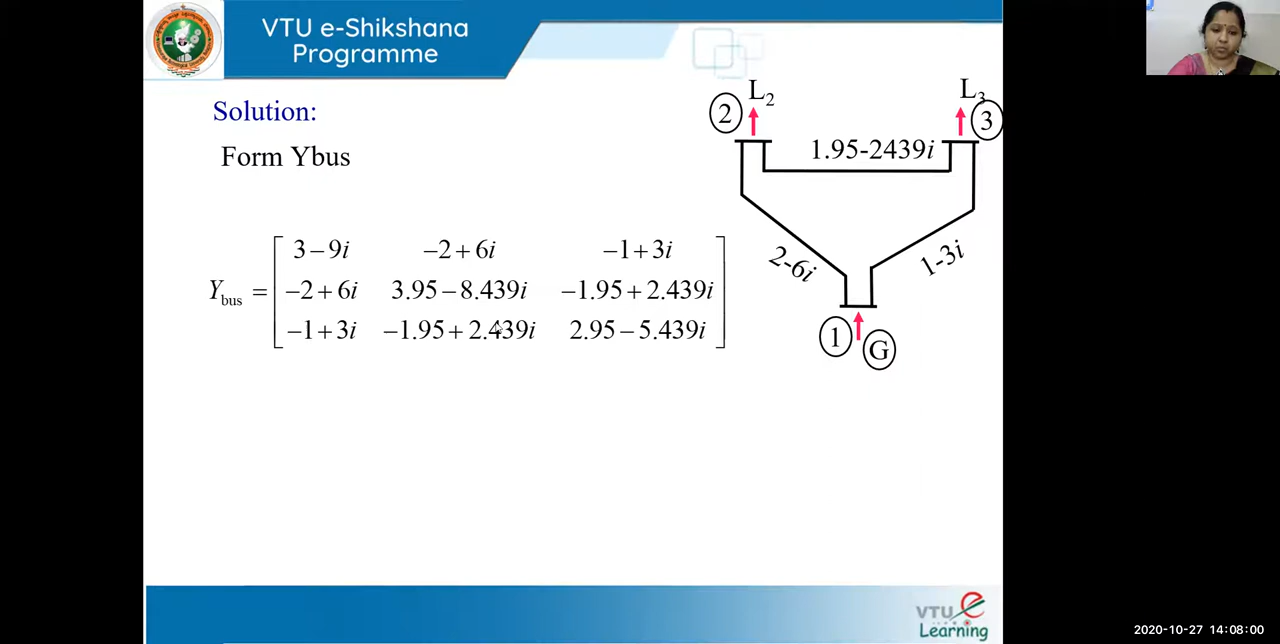 VTU e-Shikshana
Programme
Solution:
Form Ybus
L2
L3
2
3
1.95-2439i
2-6i
1-3i
1
G
Ybus =
3−9i −2+6i −1+3i
−2+6i 3.95−8.439i −1.95+2.439i
−1+3i −1.95+2.439i 2.95−5.439i
VTU e
Learning
2020-10-27 14:08:00